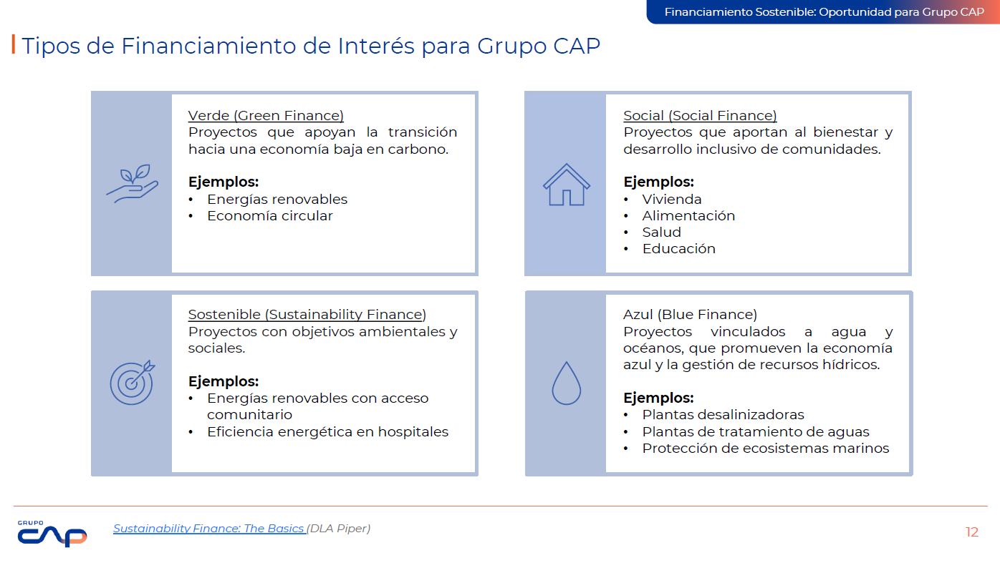 Financiamiento Sostenible: Oportunidad para Grupo CAP
Tipos de Financiamiento de Interés para Grupo CAP
Verde (Green Finance)
Proyectos que apoyan la transición
hacia una economía baja en carbono.
Ejemplos:
• Energías renovables
• Economía circular
Social (Social Finance)
Proyectos que aportan al bienestar y
desarrollo inclusivo de comunidades.
Ejemplos:
• Vivienda
• Alimentación
• Salud
• Educación
Sostenible (Sustainability Finance)
Proyectos con objetivos ambientales y
sociales.
Ejemplos:
• Energías renovables con acceso
comunitario
• Eficiencia energética en hospitales
Azul (Blue Finance)
Proyectos vinculados a agua y
océanos, que promueven la economía
azul y la gestión de recursos hídricos.
Ejemplos:
• Plantas desalinizadoras
• Plantas de tratamiento de aguas
• Protección de ecosistemas marinos
GRUPO
CAP
Sustainability Finance: The Basics (DLA Piper)
12